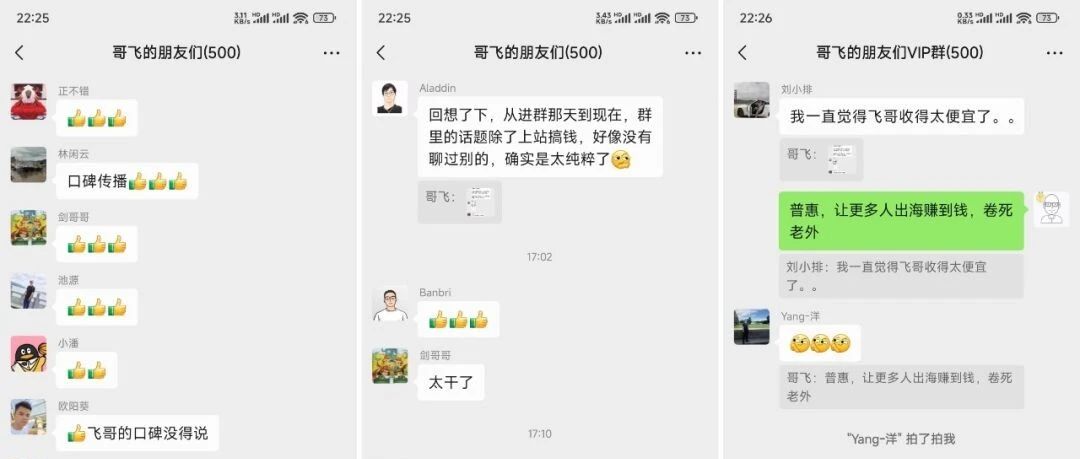 22:25
3.11
KB/s
73
哥飞的朋友们(500)
正不错
林闲云
口碑传播
剑哥哥
池源
小潘
欧阳葵
飞哥的口碑没得说
22:25
3.43
KB/s
73
哥飞的朋友们(500)
Aladdin
回想了下，从进群那天到现在，群
里的话题除了上站搞钱，好像没有
聊过别的，确实是太纯粹了
哥飞：
17:02
Banbri
剑哥哥
太干了
17:10
22:26
0.33
KB/s
73
哥飞的朋友们VIP群(500)
刘小排
我一直觉得飞哥收得太便宜了。。
哥飞：
普惠，让更多人出海赚到钱，卷死
老外
刘小排：我一直觉得飞哥收得太便宜
了。。
Yang-洋
哥飞：普惠，让更多人出海赚到钱，卷死
老外
"Yang-洋" 拍了拍我